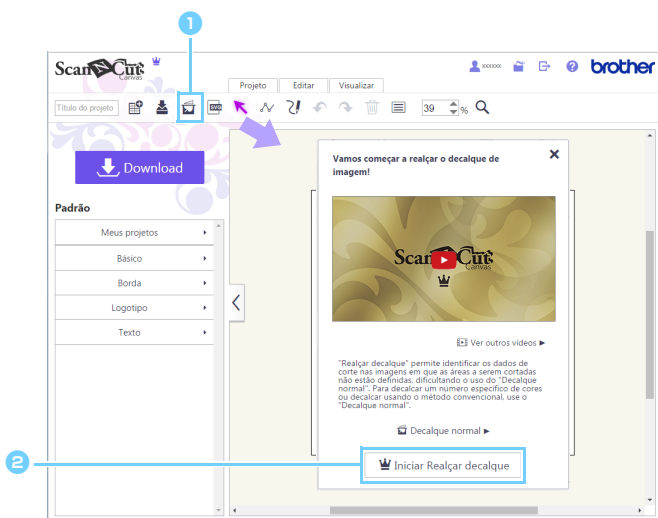 1
ScanNCut
Canvas
xxxxxx
brother
Projeto Editar Visualizar
Título do projeto
SVG
39 %
Download
Padrão
Meus projetos
Básico
Borda
Logotipo
Texto
Vamos começar a realçar o decalque de
imagem!
ScanNCut
Canvas
Ver outros vídeos
"Realçar decalque" permite identificar os dados de
corte nas imagens em que as áreas a serem cortadas
não estão definidas, dificultando o uso do "Decalque
normal". Para decalcar um número específico de cores
ou decalcar usando o método convencional, use o
"Decalque normal".
Decalque normal
2
Iniciar Realçar decalque